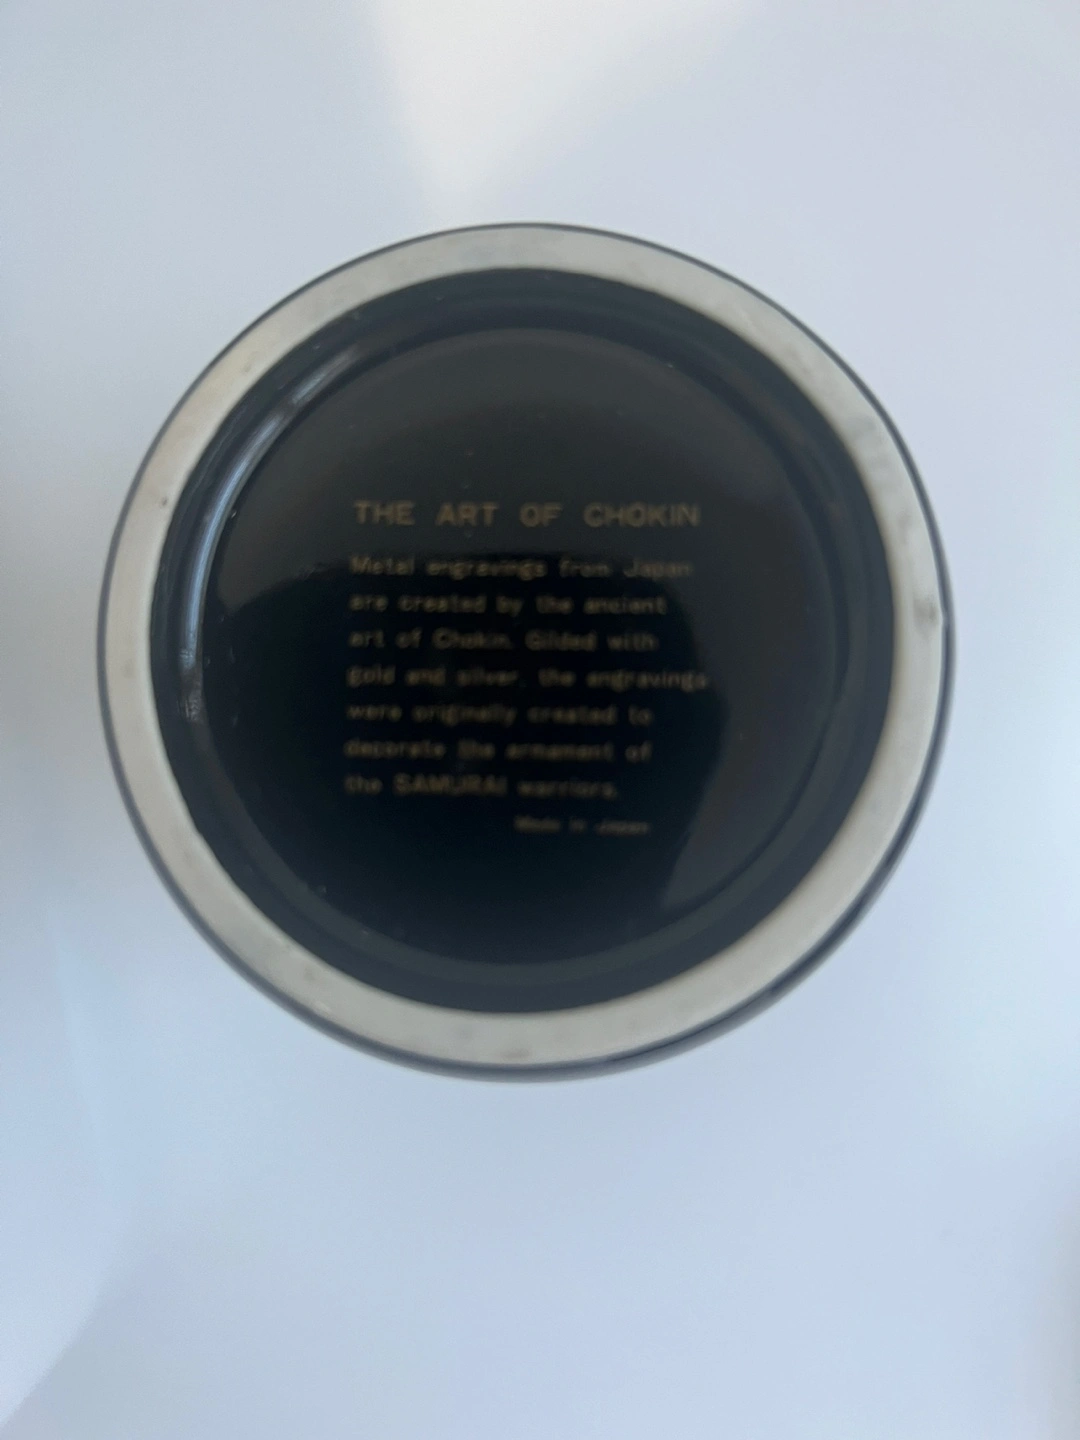 THE ART OF CHOKIN
Metal engravings from Japan
are created by the ancient
art of Chokin. Gilded with
gold and silver, the engravings
were originally created to
decorate the armament of
the SAMURAI warriors.
Made in Japan